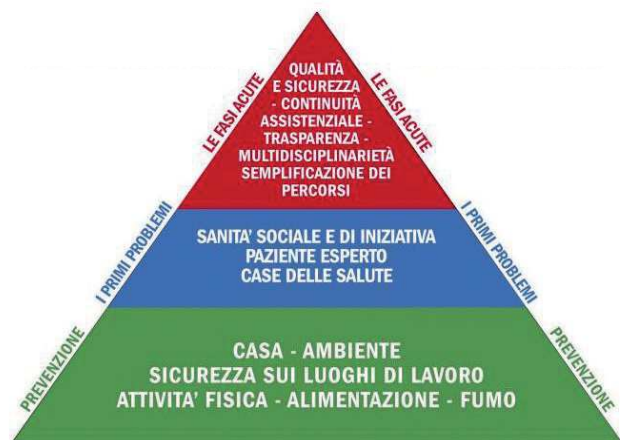 LE FASI ACUTE
QUALITÀ
E SICUREZZA
- CONTINUITÀ
ASSISTENZIALE -
TRASPARENZA -
MULTIDISCIPLINARIETÀ
SEMPLIFICAZIONE DEI
PERCORSI
LE FASI ACUTE
I PRIMI PROBLEMI
SANITA' SOCIALE E DI INIZIATIVA
PAZIENTE ESPERTO
CASE DELLE SALUTE
I PRIMI PROBLEMI
PREVENZIONE
CASA - AMBIENTE
SICUREZZA SUI LUOGHI DI LAVORO
ATTIVITA' FISICA - ALIMENTAZIONE - FUMO
PREVENZIONE